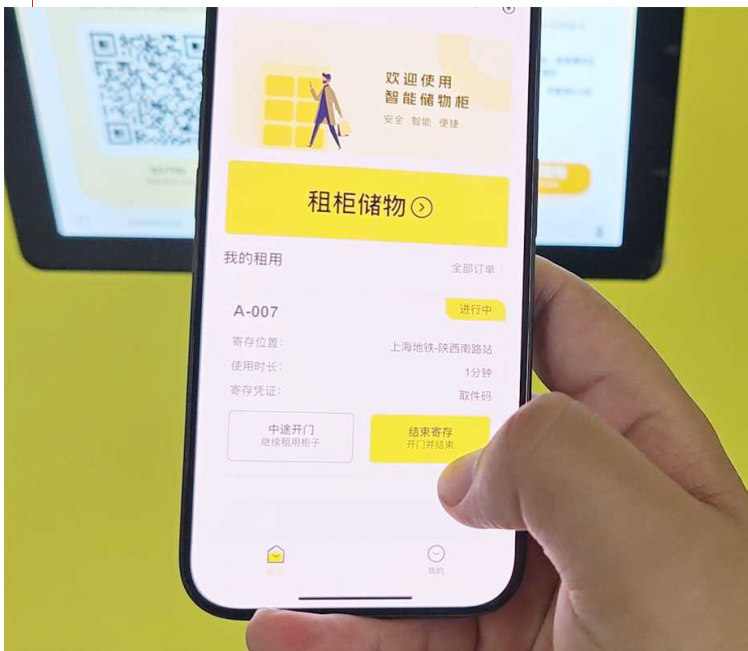 欢迎使用
智能储物柜
安全 智能 便捷
租柜储物
我的租用
全部订单
A-007
进行中
寄存位置：
上海地铁-陕西南路站
使用时长：
1分钟
寄存凭证：
取件码
中途开门
继续租用柜子
结束寄存
开门并结束
我的